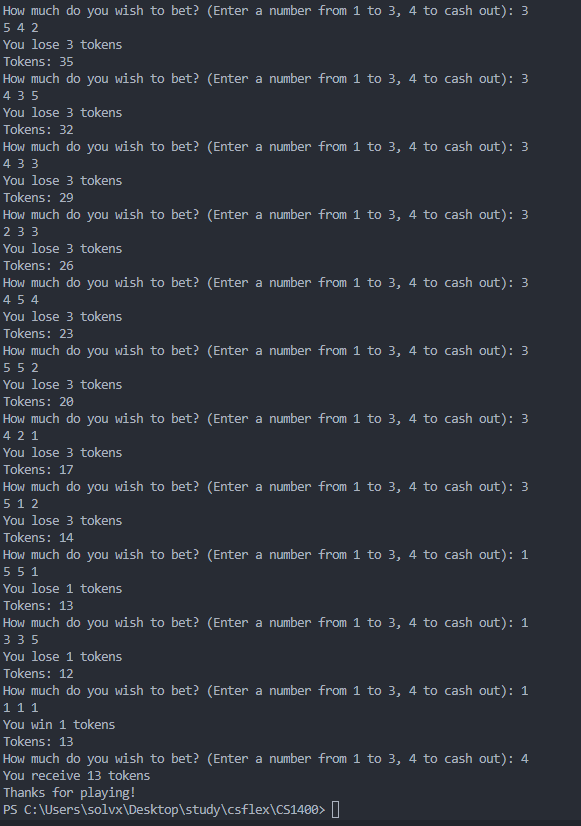 How much do you wish to bet? (Enter a number from 1 to 3, 4 to cash out): 3
5 4 2
You lose 3 tokens
Tokens: 35
How much do you wish to bet? (Enter a number from 1 to 3, 4 to cash out): 3
4 3 5
You lose 3 tokens
Tokens: 32
How much do you wish to bet? (Enter a number from 1 to 3, 4 to cash out): 3
4 3 3
You lose 3 tokens
Tokens: 29
How much do you wish to bet? (Enter a number from 1 to 3, 4 to cash out): 3
2 3 3
You lose 3 tokens
Tokens: 26
How much do you wish to bet? (Enter a number from 1 to 3, 4 to cash out): 3
4 5 4
You lose 3 tokens
Tokens: 23
How much do you wish to bet? (Enter a number from 1 to 3, 4 to cash out): 3
5 5 2
You lose 3 tokens
Tokens: 20
How much do you wish to bet? (Enter a number from 1 to 3, 4 to cash out): 3
4 2 1
You lose 3 tokens
Tokens: 17
How much do you wish to bet? (Enter a number from 1 to 3, 4 to cash out): 3
5 1 2
You lose 3 tokens
Tokens: 14
How much do you wish to bet? (Enter a number from 1 to 3, 4 to cash out): 1
5 5 1
You lose 1 tokens
Tokens: 13
How much do you wish to bet? (Enter a number from 1 to 3, 4 to cash out): 1
3 3 5
You lose 1 tokens
Tokens: 12
How much do you wish to bet? (Enter a number from 1 to 3, 4 to cash out): 1
1 1 1
You win 1 tokens
Tokens: 13
How much do you wish to bet? (Enter a number from 1 to 3, 4 to cash out): 4
You receive 13 tokens
Thanks for playing!
PS C:\Users\solvx\Desktop\study\csflex\CS1400>